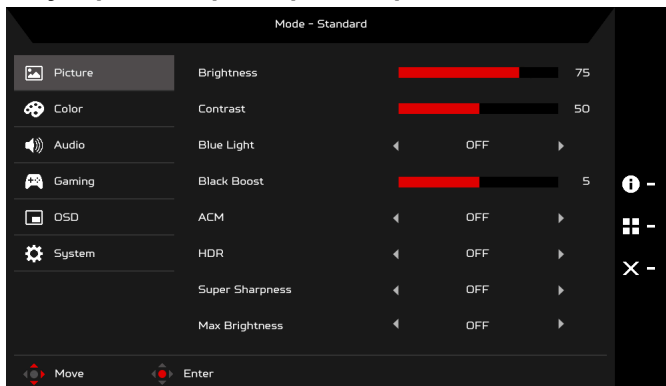 Mode - Standard
Picture
Brightness 75
Color
Contrast 50
Audio
Blue Light OFF
Gaming
Black Boost 5
OSD
ACM OFF
System
HDR OFF
Super Sharpness OFF
Max Brightness OFF
Move Enter